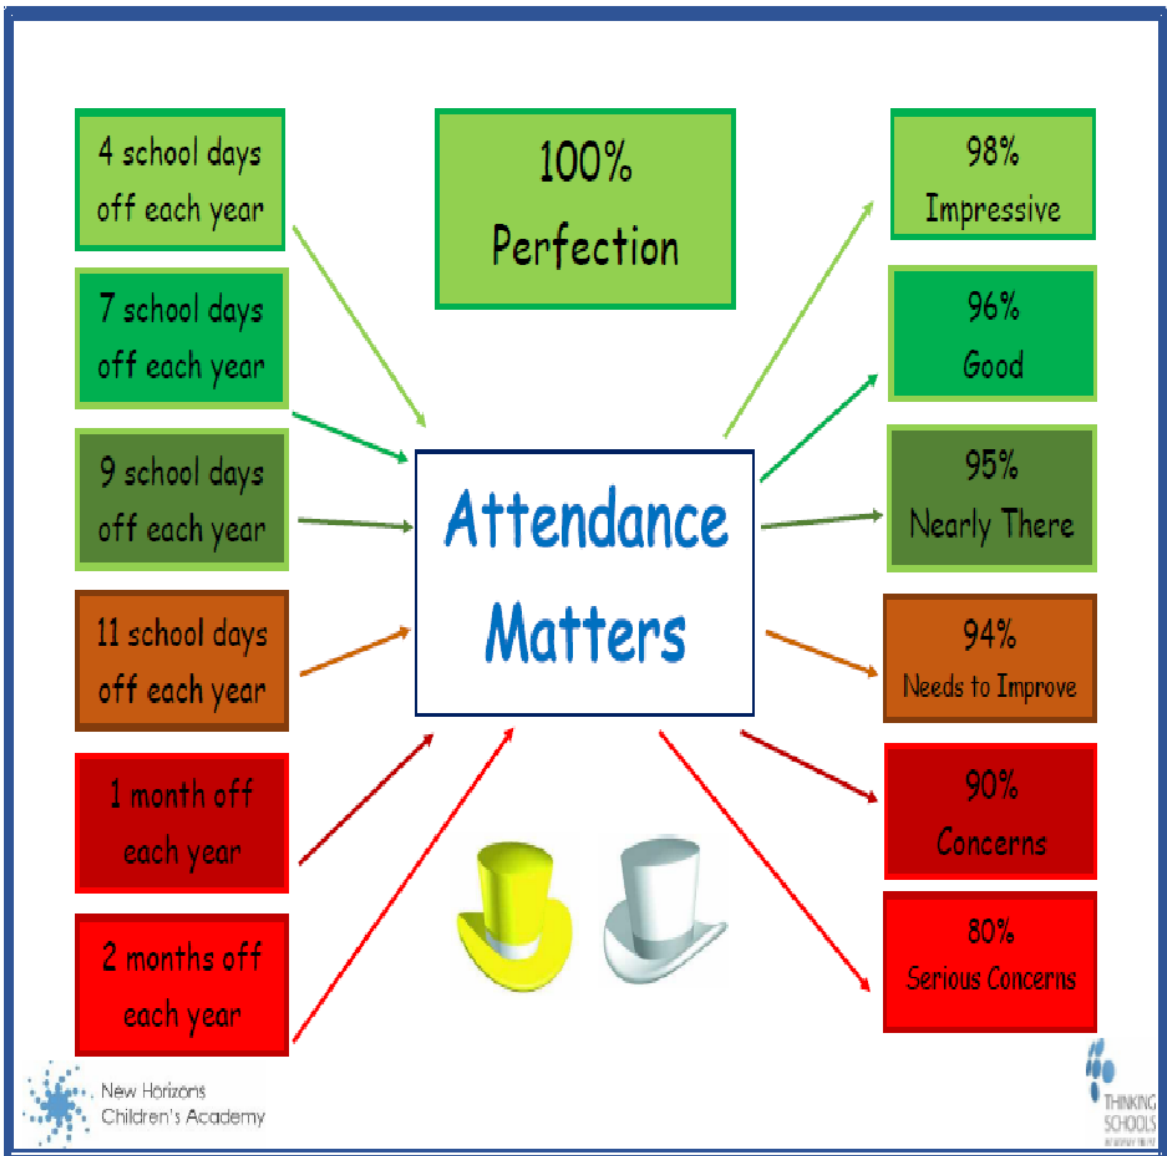 4 school days
off each year
100%
Perfection
98%
Impressive
7 school days
off each year
96%
Good
9 school days
off each year
Attendance
Matters
95%
Nearly There
11 school days
off each year
94%
Needs to Improve
1 month off
each year
90%
Concerns
2 months off
each year
80%
Serious Concerns
New Horizons
Children's Academy
THINKING
SCHOOLS
ACADEMY TRUST